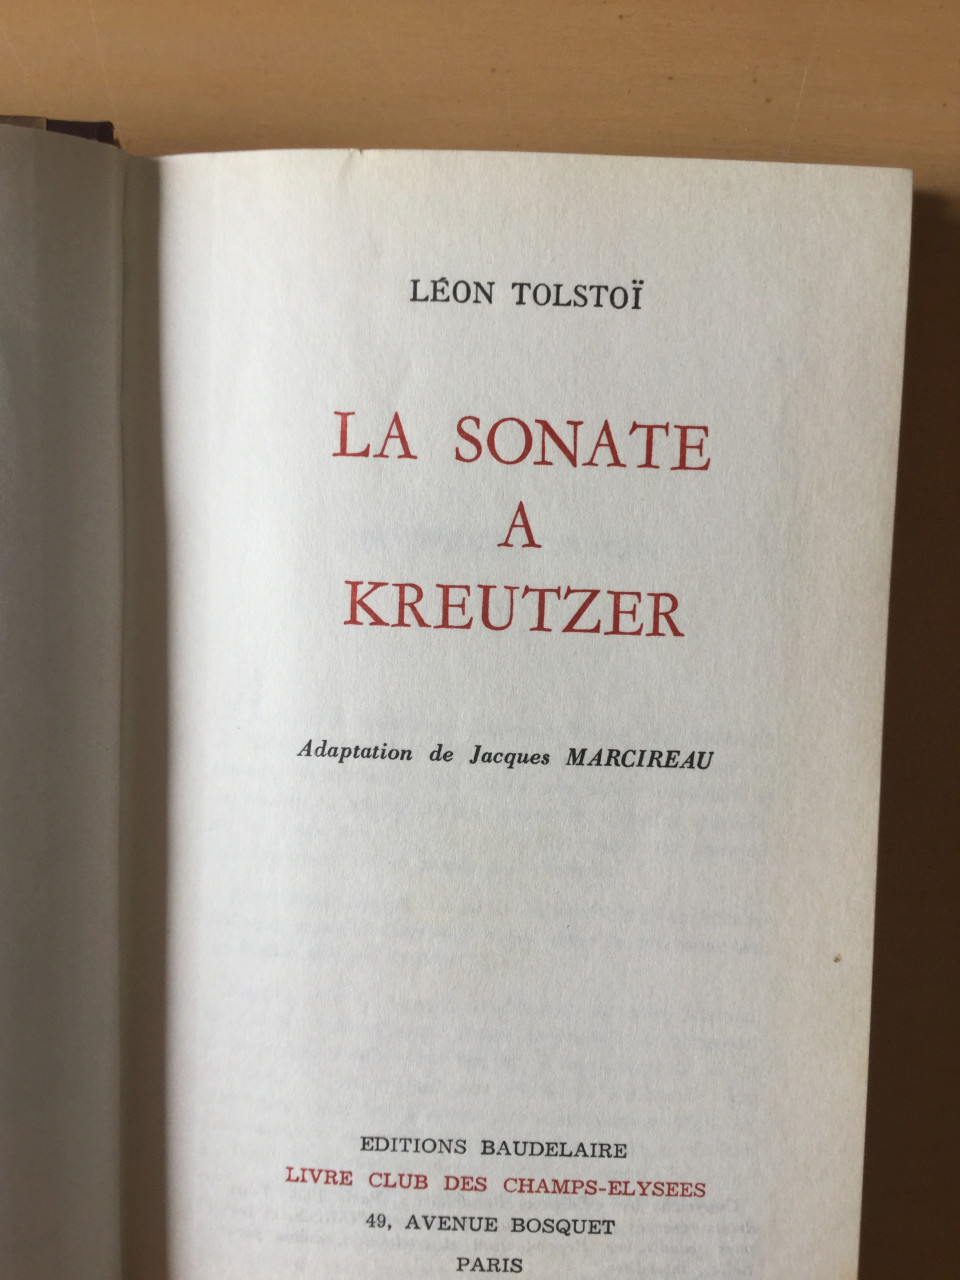 LÉON TOLSTOÏ
LA SONATE
A
KREUTZER
Adaptation de Jacques MARCIREAU
EDITIONS BAUDELAIRE
LIVRE CLUB DES CHAMPS-ELYSEES
49, AVENUE BOSQUET
PARIS